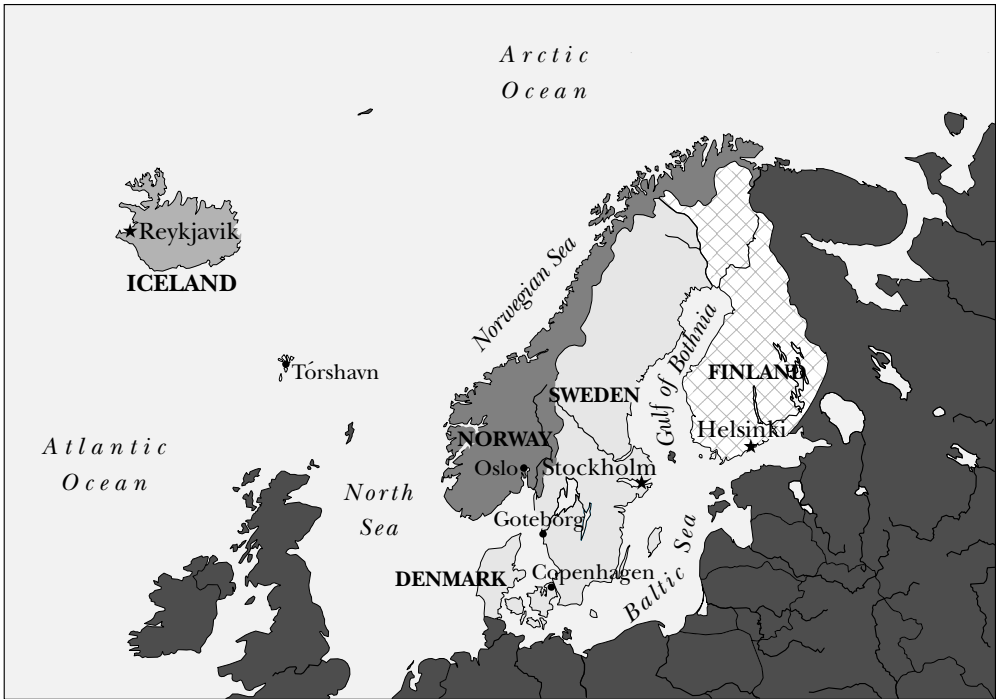 Arctic
Ocean
Reykjavik
ICELAND
Norwegian Sea
Gulf of Bothnia
Tórshavn
FINLAND
SWEDEN
Helsinki
NORWAY
Atlantic
Ocean
Oslo
Stockholm
North
Sea
Goteborg
Baltic Sea
DENMARK
Copenhagen